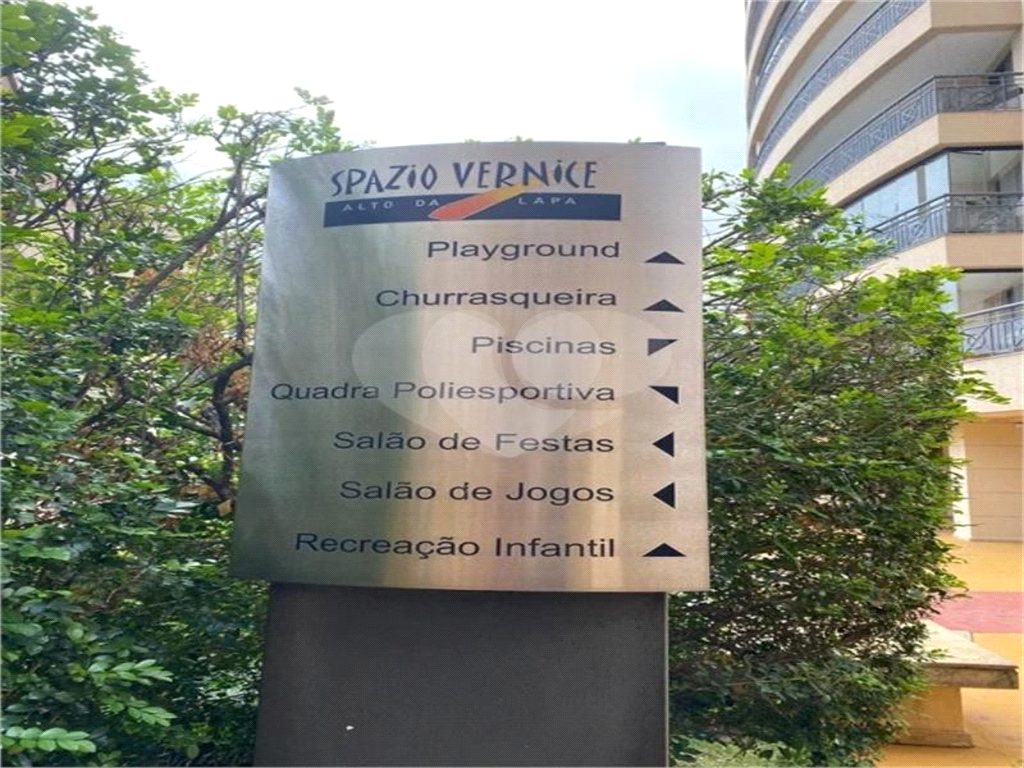 SPAZiO VERNiCE
ALTO DA LAPA
Playground
Churrasqueira
Piscinas
Quadra Poliesportiva
Salão de Festas
Salão de Jogos
Recreação Infantil